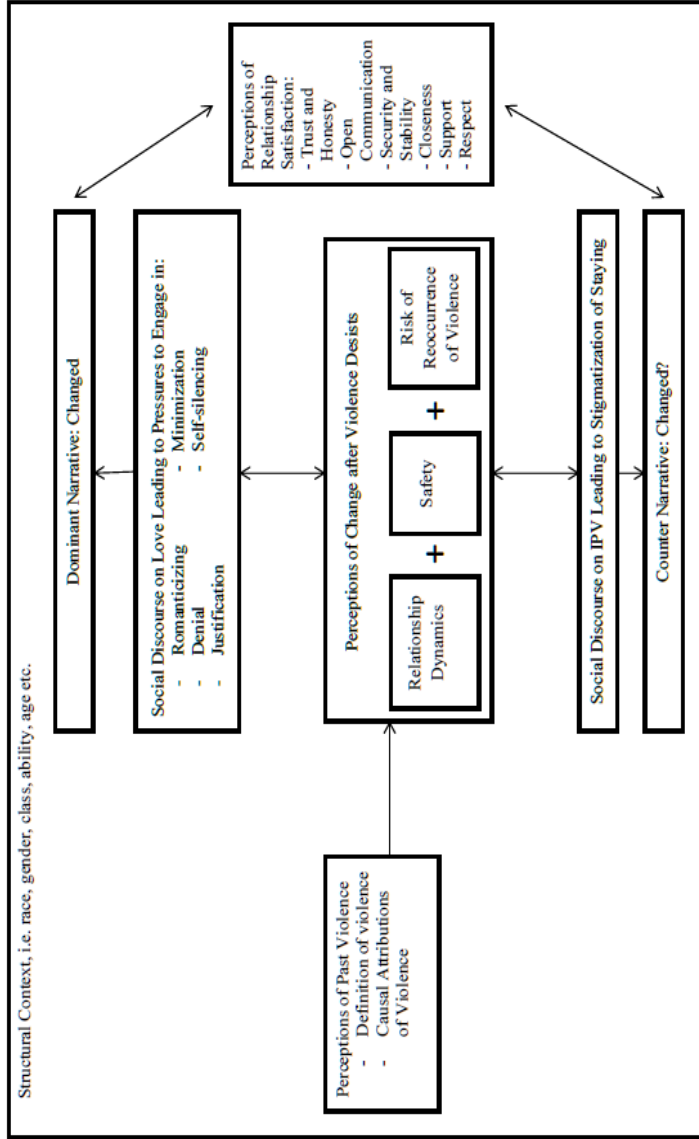 Structural Context, i.e. race, gender, class, ability, age etc.
Dominant Narrative: Changed
Social Discourse on Love Leading to Pressures to Engage in:
- Romanticizing - Minimization
- Denial - Self-silencing
- Justification
Perceptions of Past Violence
- Definition of violence
- Causal Attributions
of Violence
Perceptions of Change after Violence Desists
Relationship
Dynamics
+
Safety
+
Risk of
Reoccurrence
of Violence
Perceptions of
Relationship
Satisfaction:
- Trust and
Honesty
- Open
Communication
- Security and
Stability
- Closeness
- Support
- Respect
Social Discourse on IPV Leading to Stigmatization of Staying
Counter Narrative: Changed?